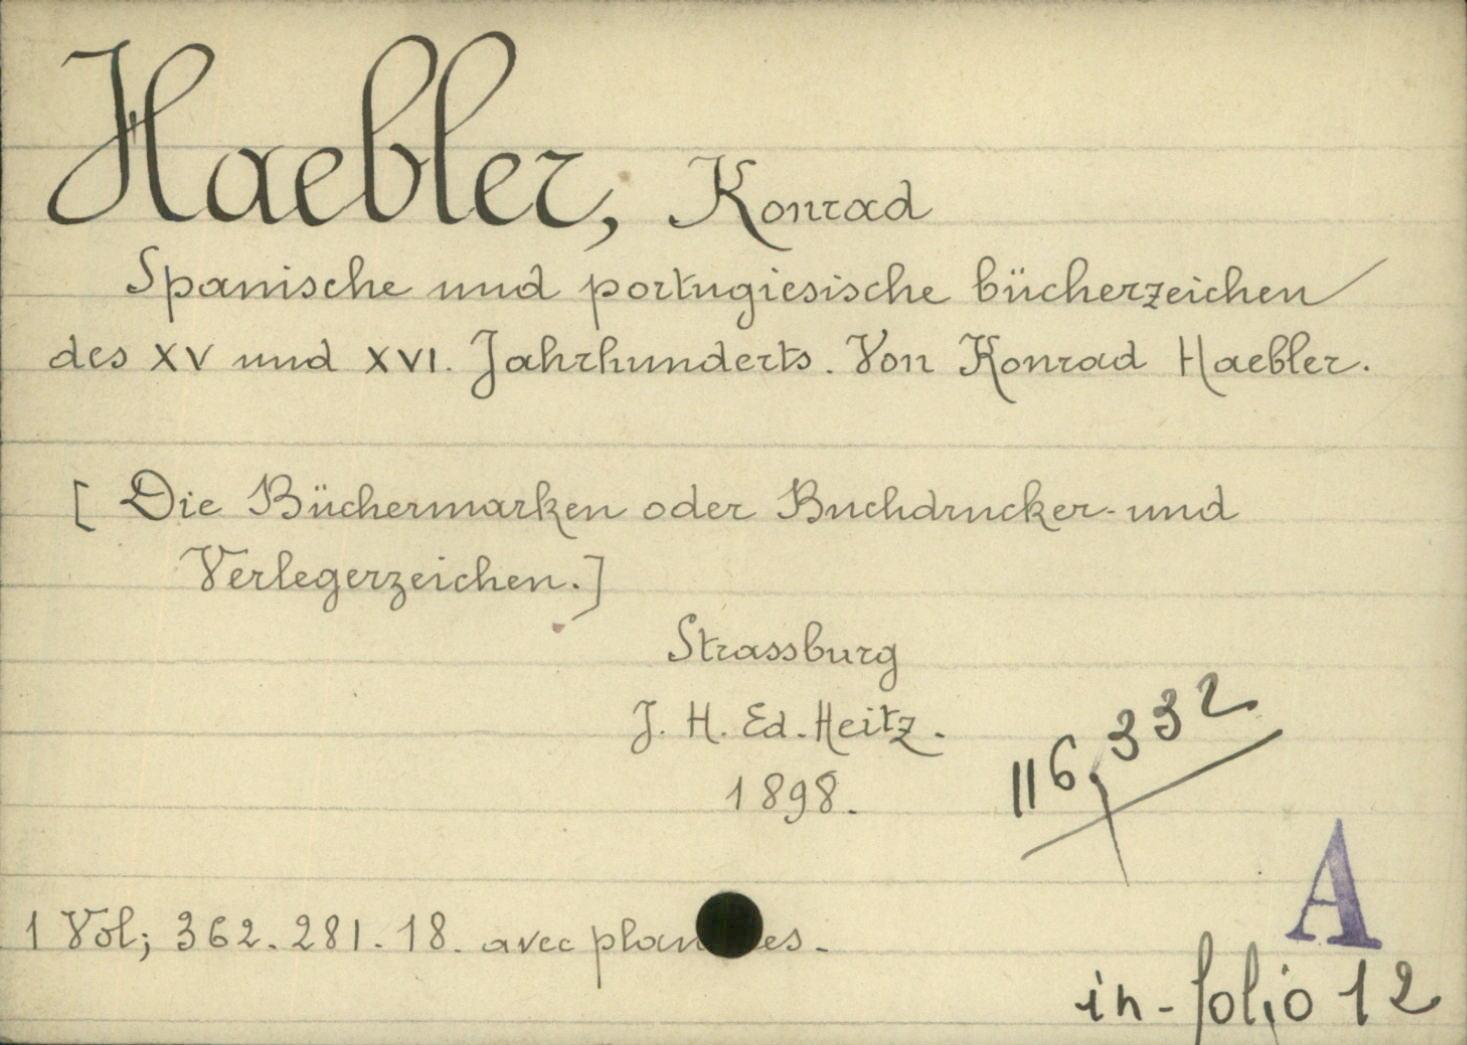 Haebler, Konrad
Spanische und portugiesische bücherzeichen
des XV und XVI. Jahrhunderts. Von Konrad Haebler.
[ Die Büchermarken oder Buchdrucker- und
Verlegerzeichen.]
Strassburg
J. H. Ed. Heitz.
1898.
116,332
1 Vol; 362. 281. 18. avec plan es.
A
in-folio 12